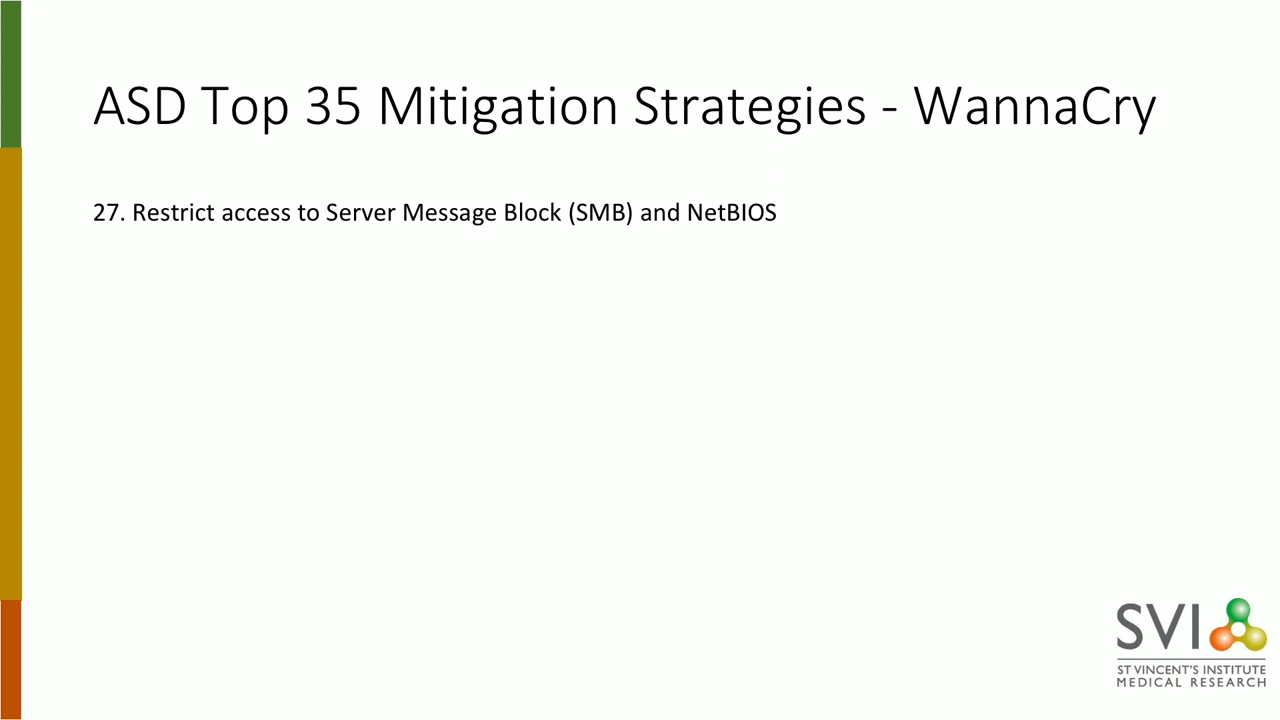 ASD Top 35 Mitigation Strategies - WannaCry
27. Restrict access to Server Message Block (SMB) and NetBIOS
SVI
ST VINCENT'S INSTITUTE
MEDICAL RESEARCH